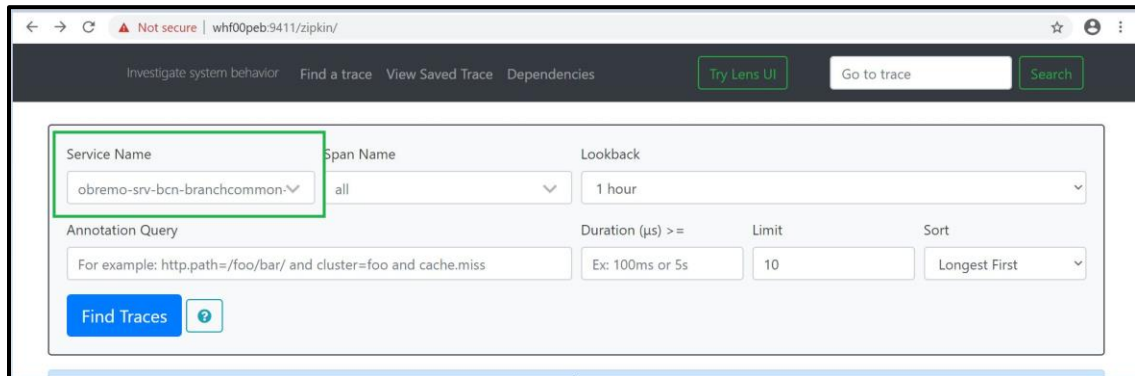 Not secure | whf00peb:9411/zipkin/
Investigate system behavior Find a trace View Saved Trace Dependencies Try Lens UI Go to trace Search
Service Name Span Name Lookback
obremo-srv-bcn-branchcommon- all 1 hour
Annotation Query Duration (µs) >= Limit Sort
For example: http.path=/foo/bar/ and cluster=foo and cache.miss Ex: 100ms or 5s 10 Longest First
Find Traces ?